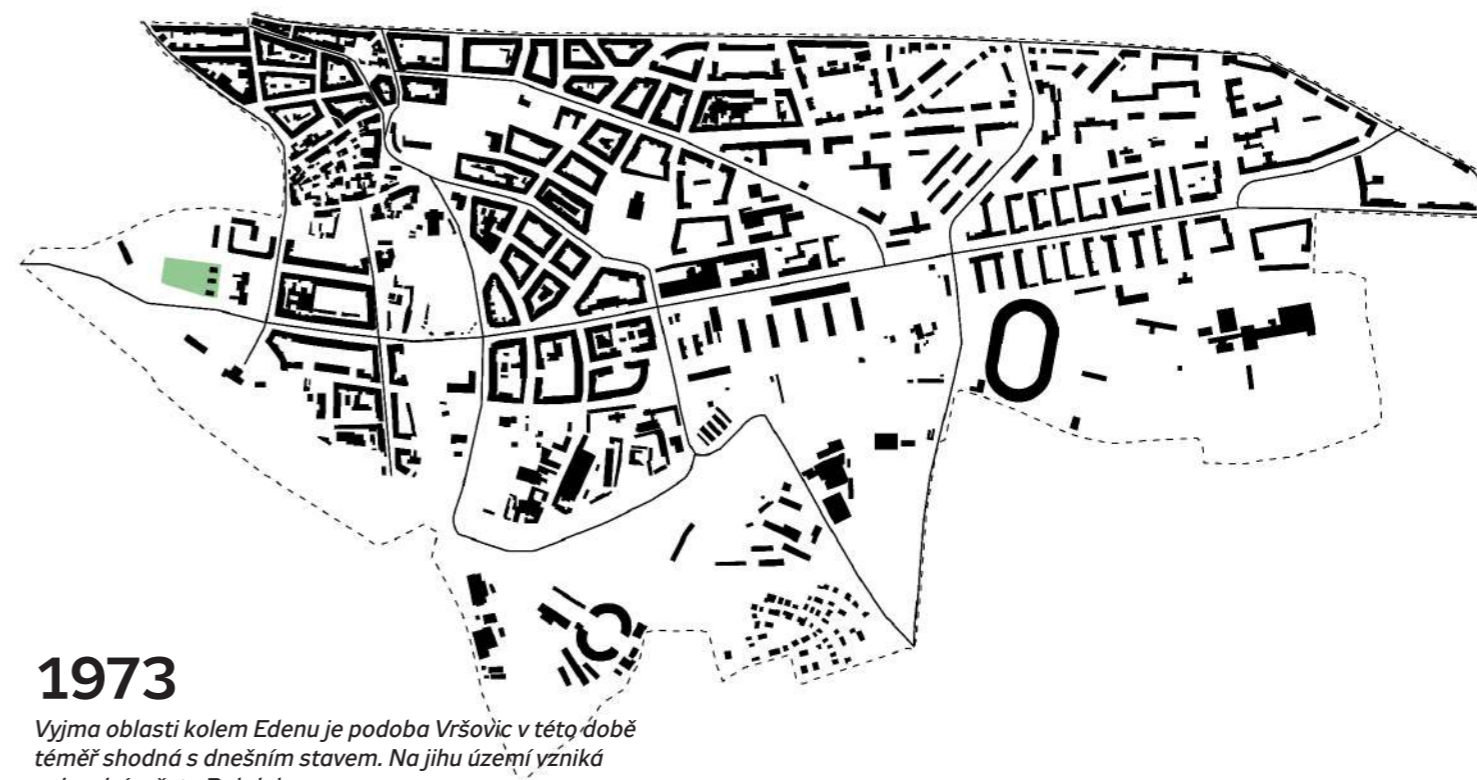 1973
Vyjma oblasti kolem Edenu je podoba Vršovic v této době
téměř shodná s dnešním stavem. Na jihu území vzniká